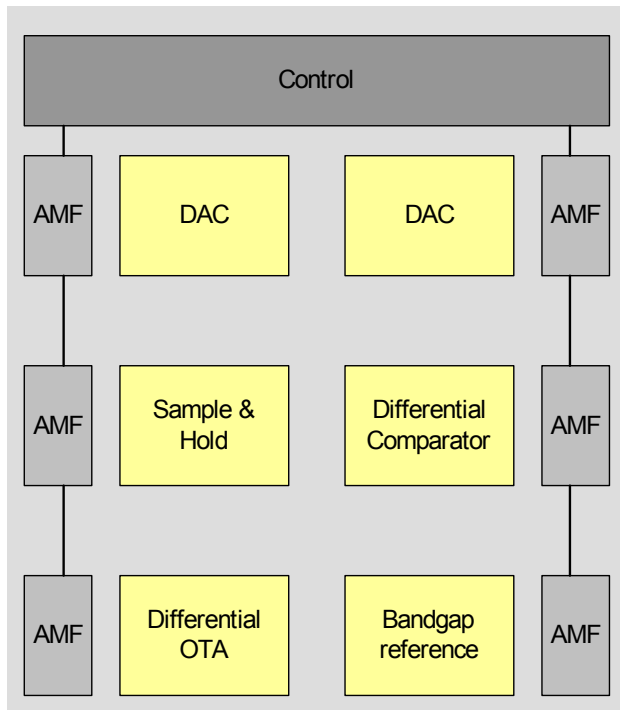 Control
AMF
DAC
DAC
AMF
AMF
Sample &
Hold
Differential
Comparator
AMF
AMF
Differential
OTA
Bandgap
reference
AMF